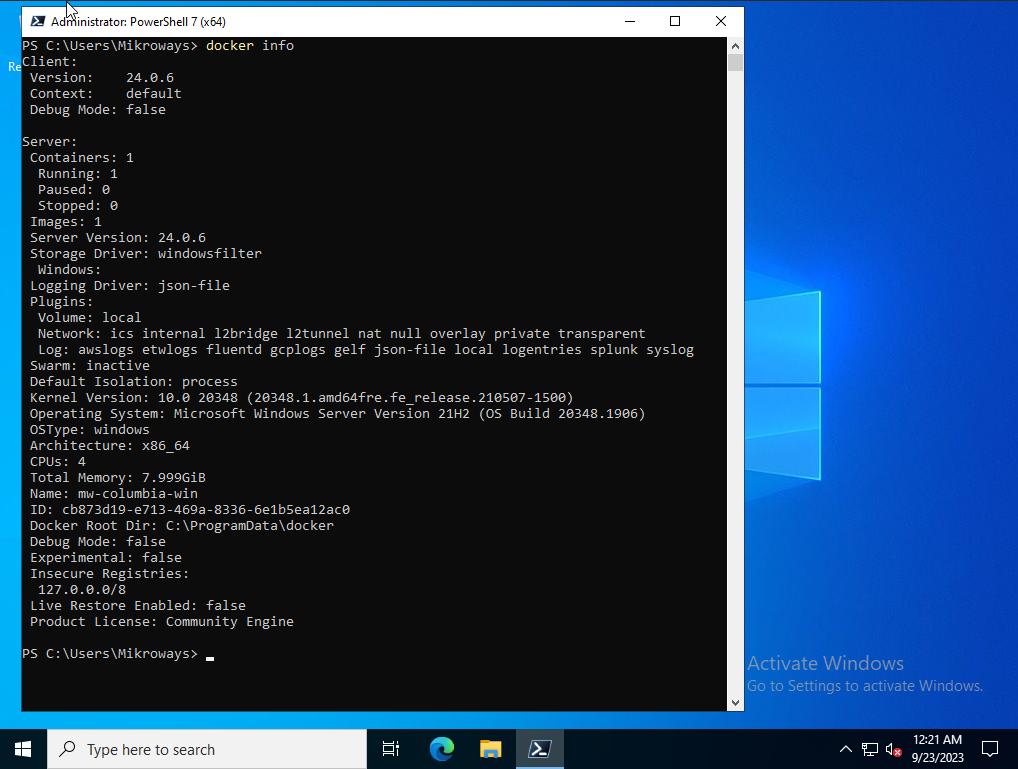 Administrator: PowerShell 7 (x64)
PS C:\Users\Mikroways> docker info
Client:
 Version:    24.0.6
 Context:    default
 Debug Mode: false

Server:
 Containers: 1
  Running: 1
  Paused: 0
  Stopped: 0
 Images: 1
 Server Version: 24.0.6
 Storage Driver: windowsfilter
  Windows:
 Logging Driver: json-file
 Plugins:
  Volume: local
  Network: ics internal l2bridge l2tunnel nat null overlay private transparent
  Log: awslogs etwlogs fluentd gcplogs gelf json-file local logentries splunk syslog
 Swarm: inactive
 Default Isolation: process
 Kernel Version: 10.0 20348 (20348.1.amd64fre.fe_release.210507-1500)
 Operating System: Microsoft Windows Server Version 21H2 (OS Build 20348.1906)
 OSType: windows
 Architecture: x86_64
 CPUs: 4
 Total Memory: 7.999GiB
 Name: mw-columbia-win
 ID: cb873d19-e713-469a-8336-6e1b5ea12ac0
 Docker Root Dir: C:\ProgramData\docker
 Debug Mode: false
 Experimental: false
 Insecure Registries:
  127.0.0.0/8
 Live Restore Enabled: false
 Product License: Community Engine

PS C:\Users\Mikroways>
Re
Activate Windows
Go to Settings to activate Windows.
Type here to search
12:21 AM
9/23/2023